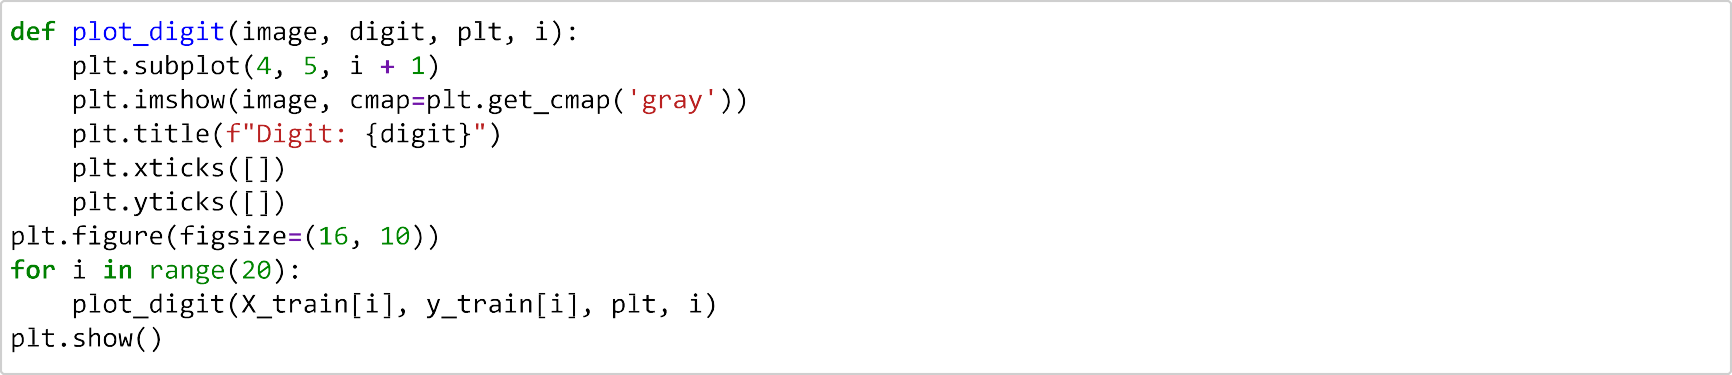 def plot_digit(image, digit, plt, i):
    plt.subplot(4, 5, i + 1)
    plt.imshow(image, cmap=plt.get_cmap('gray'))
    plt.title(f"Digit: {digit}")
    plt.xticks([])
    plt.yticks([])
plt.figure(figsize=(16, 10))
for i in range(20):
    plot_digit(X_train[i], y_train[i], plt, i)
plt.show()